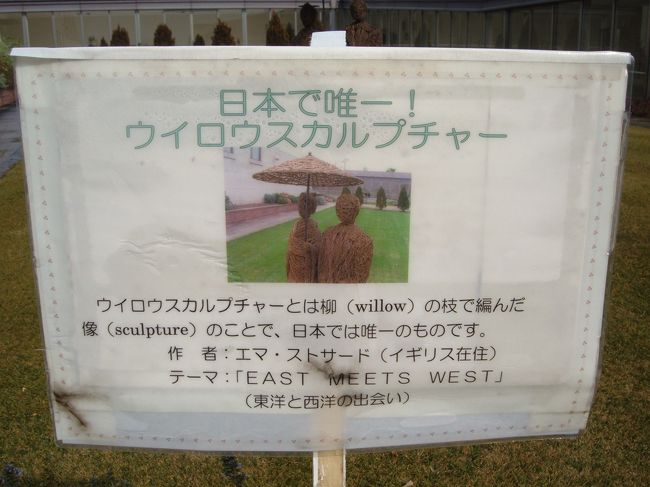 日本で唯一！
ウイロウスカルプチャー
ウイロウスカルプチャーとは柳（willow）の枝で編んだ
像（sculpture）のことで、日本では唯一のものです。
作　者：エマ・ストサード（イギリス在住）
テーマ：「ＥＡＳＴ　ＭＥＥＴＳ　ＷＥＳＴ」
（東洋と西洋の出会い）